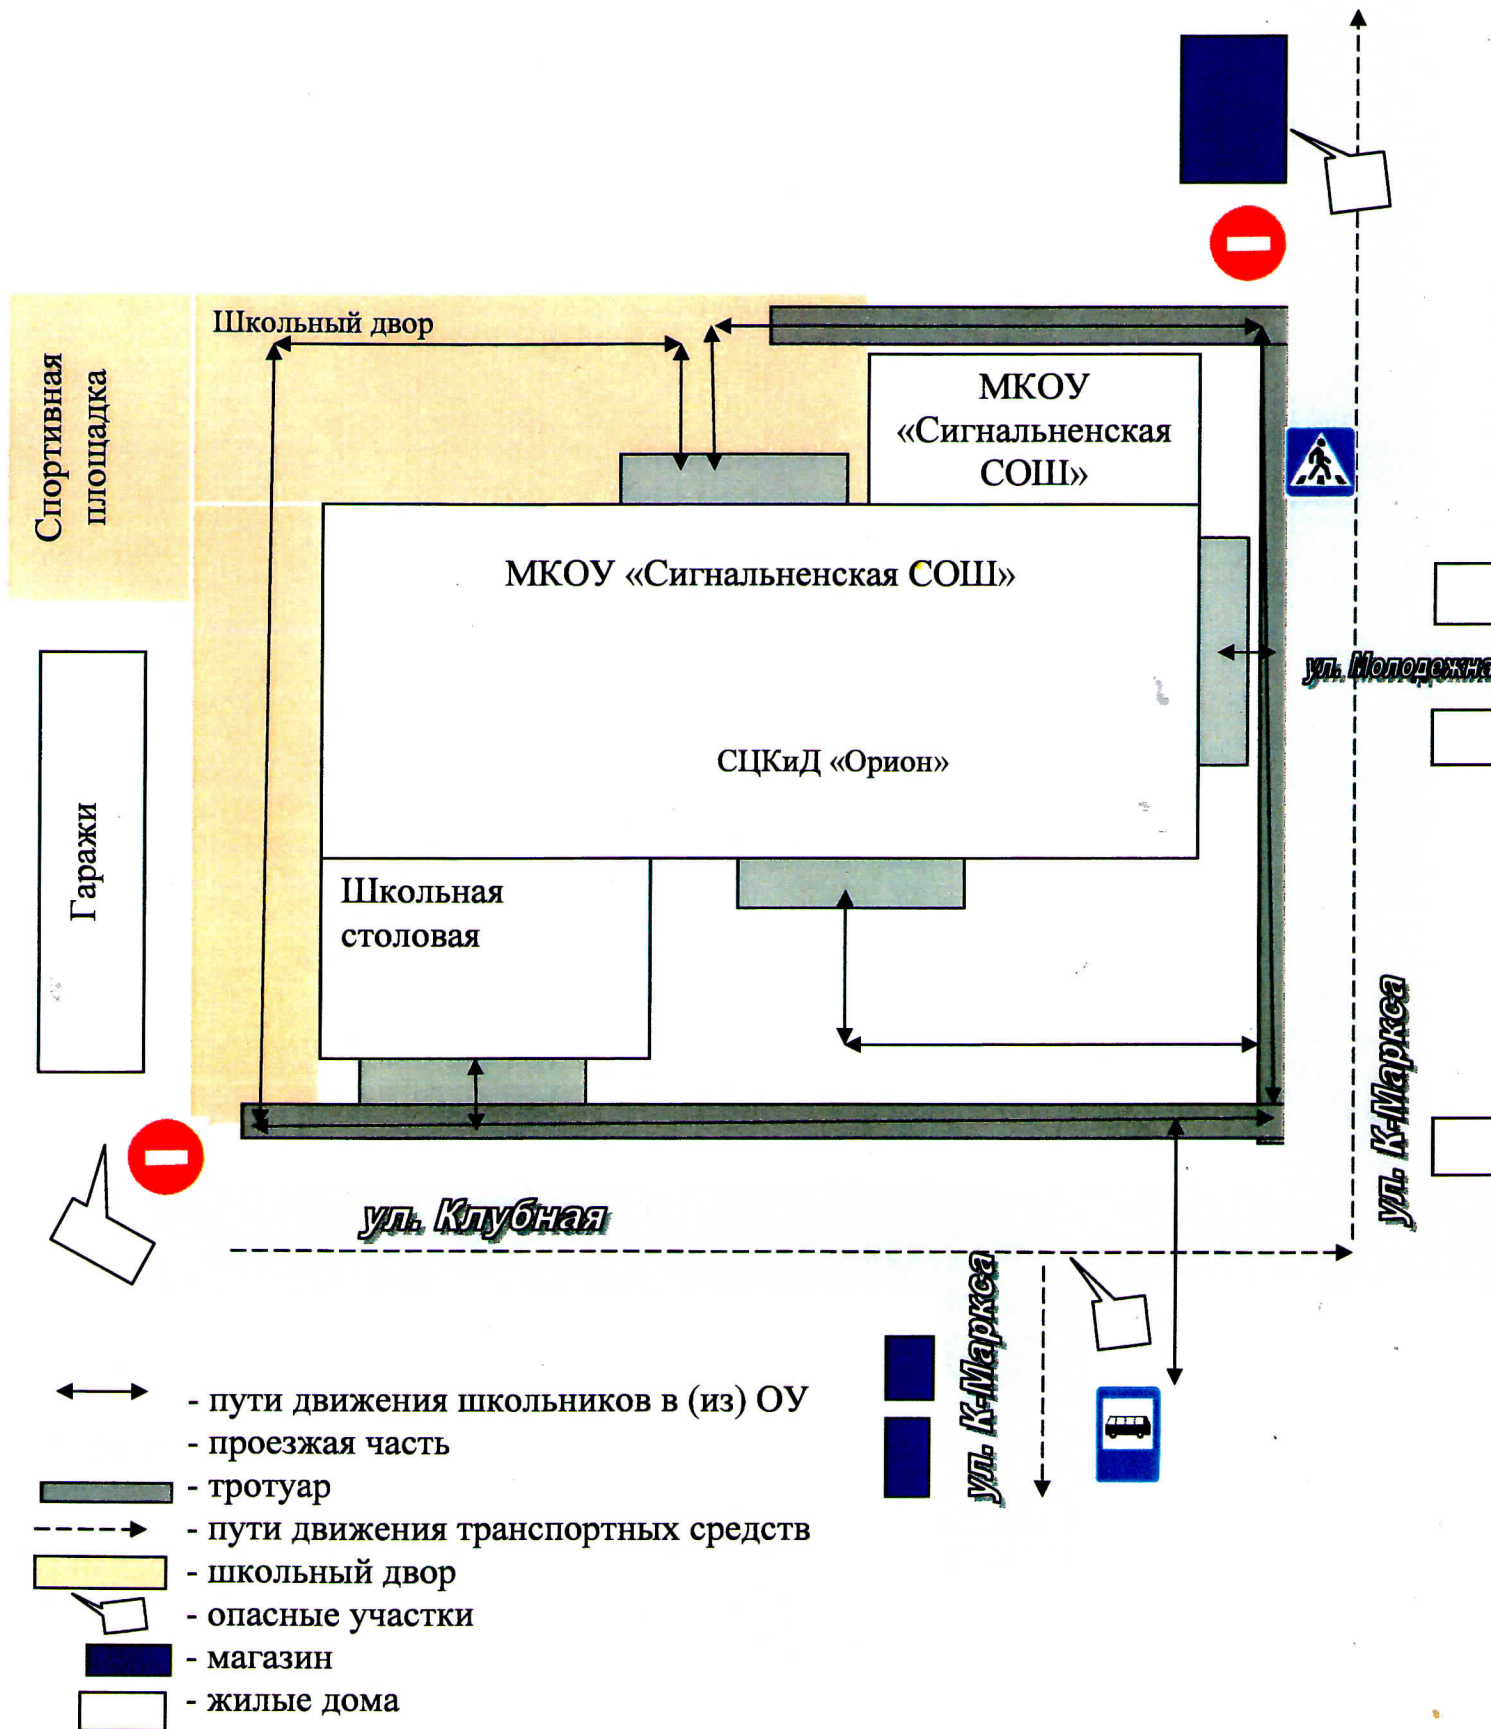 Школьный двор
Спортивная
площадка
МКОУ
«Сигнальненская
СОШ»
МКОУ «Сигнальненская СОШ»
ул. Молодежна
СЦКиД «Орион»
Гаражи
Школьная
столовая
ул. К-Маркса
ул. Клубная
ул. К-Маркса
- пути движения школьников в (из) ОУ
- проезжая часть
- тротуар
- пути движения транспортных средств
- школьный двор
- опасные участки
- магазин
- жилые дома